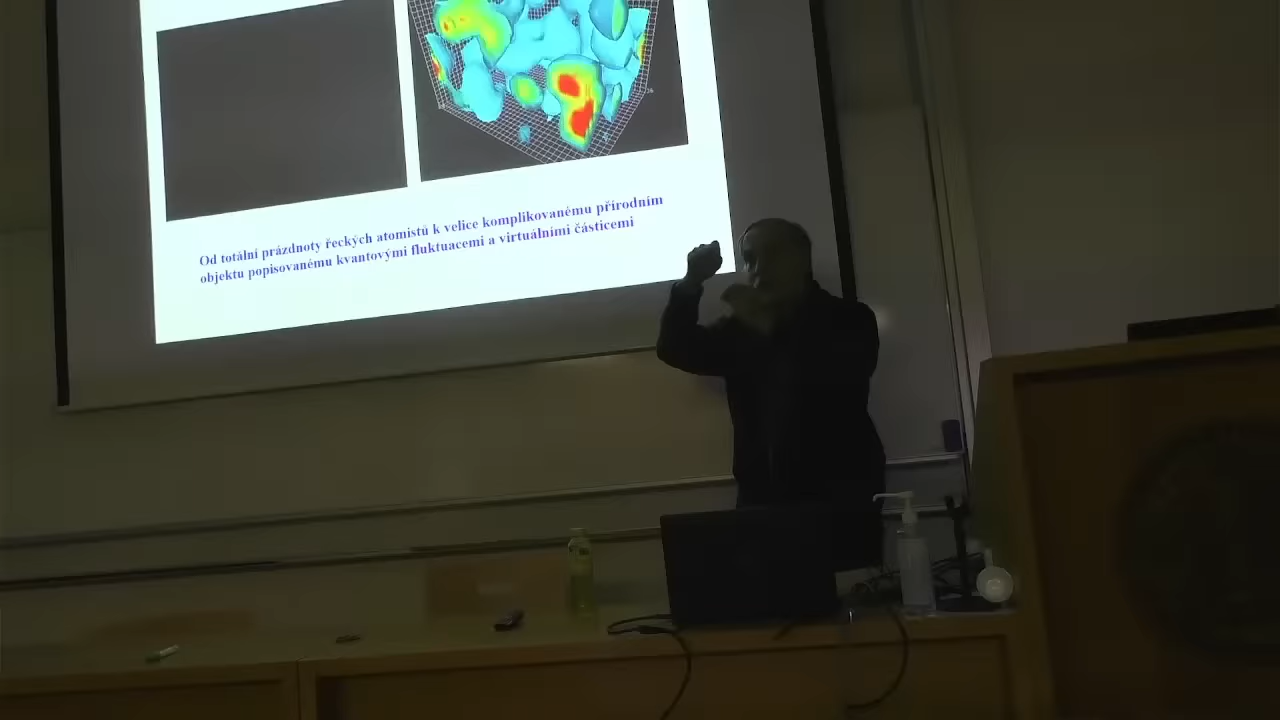 Od totální prázdnoty řeckých atomistů k velice komplikovanému přírodním
objektu popisovanému kvantovými fluktuacemi a virtuálními částicemi